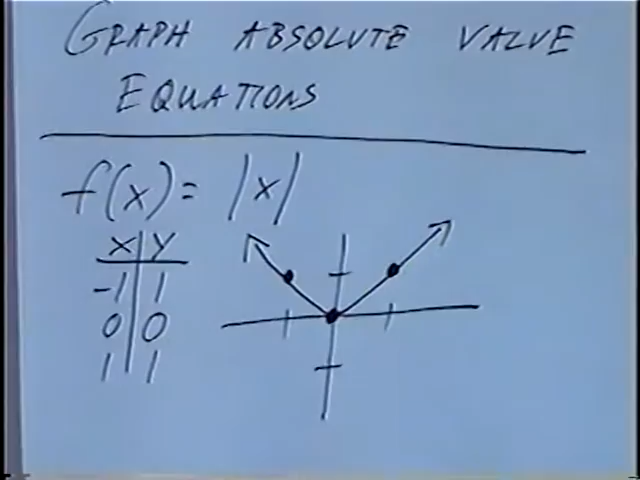 GRAPH ABSOLUTE VALUE
EQUATIONS
f(x) = |x|
X Y
-1 1
0 0
1 1